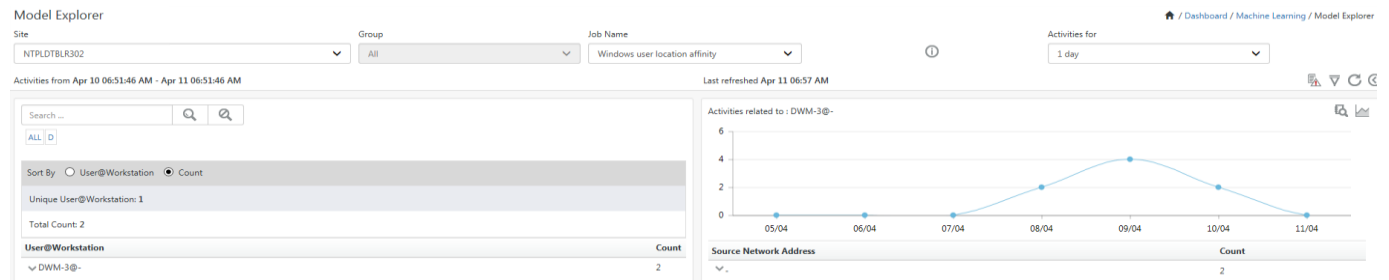 Model Explorer
/ Dashboard / Machine Learning / Model Explorer
Site
Group
Job Name
Activities for
NTPLDTBLR302
All
Windows user location affinity
1 day
Activities from Apr 10 06:51:46 AM - Apr 11 06:51:46 AM
Last refreshed Apr 11 06:57 AM
Search ...
ALL D
Sort By User@Workstation Count
Unique User@Workstation: 1
Total Count: 2
User@Workstation Count
DWM-3@- 2
Activities related to : DWM-3@-
6
4
2
0
05/04 06/04 07/04 08/04 09/04 10/04 11/04
Source Network Address Count
- 2